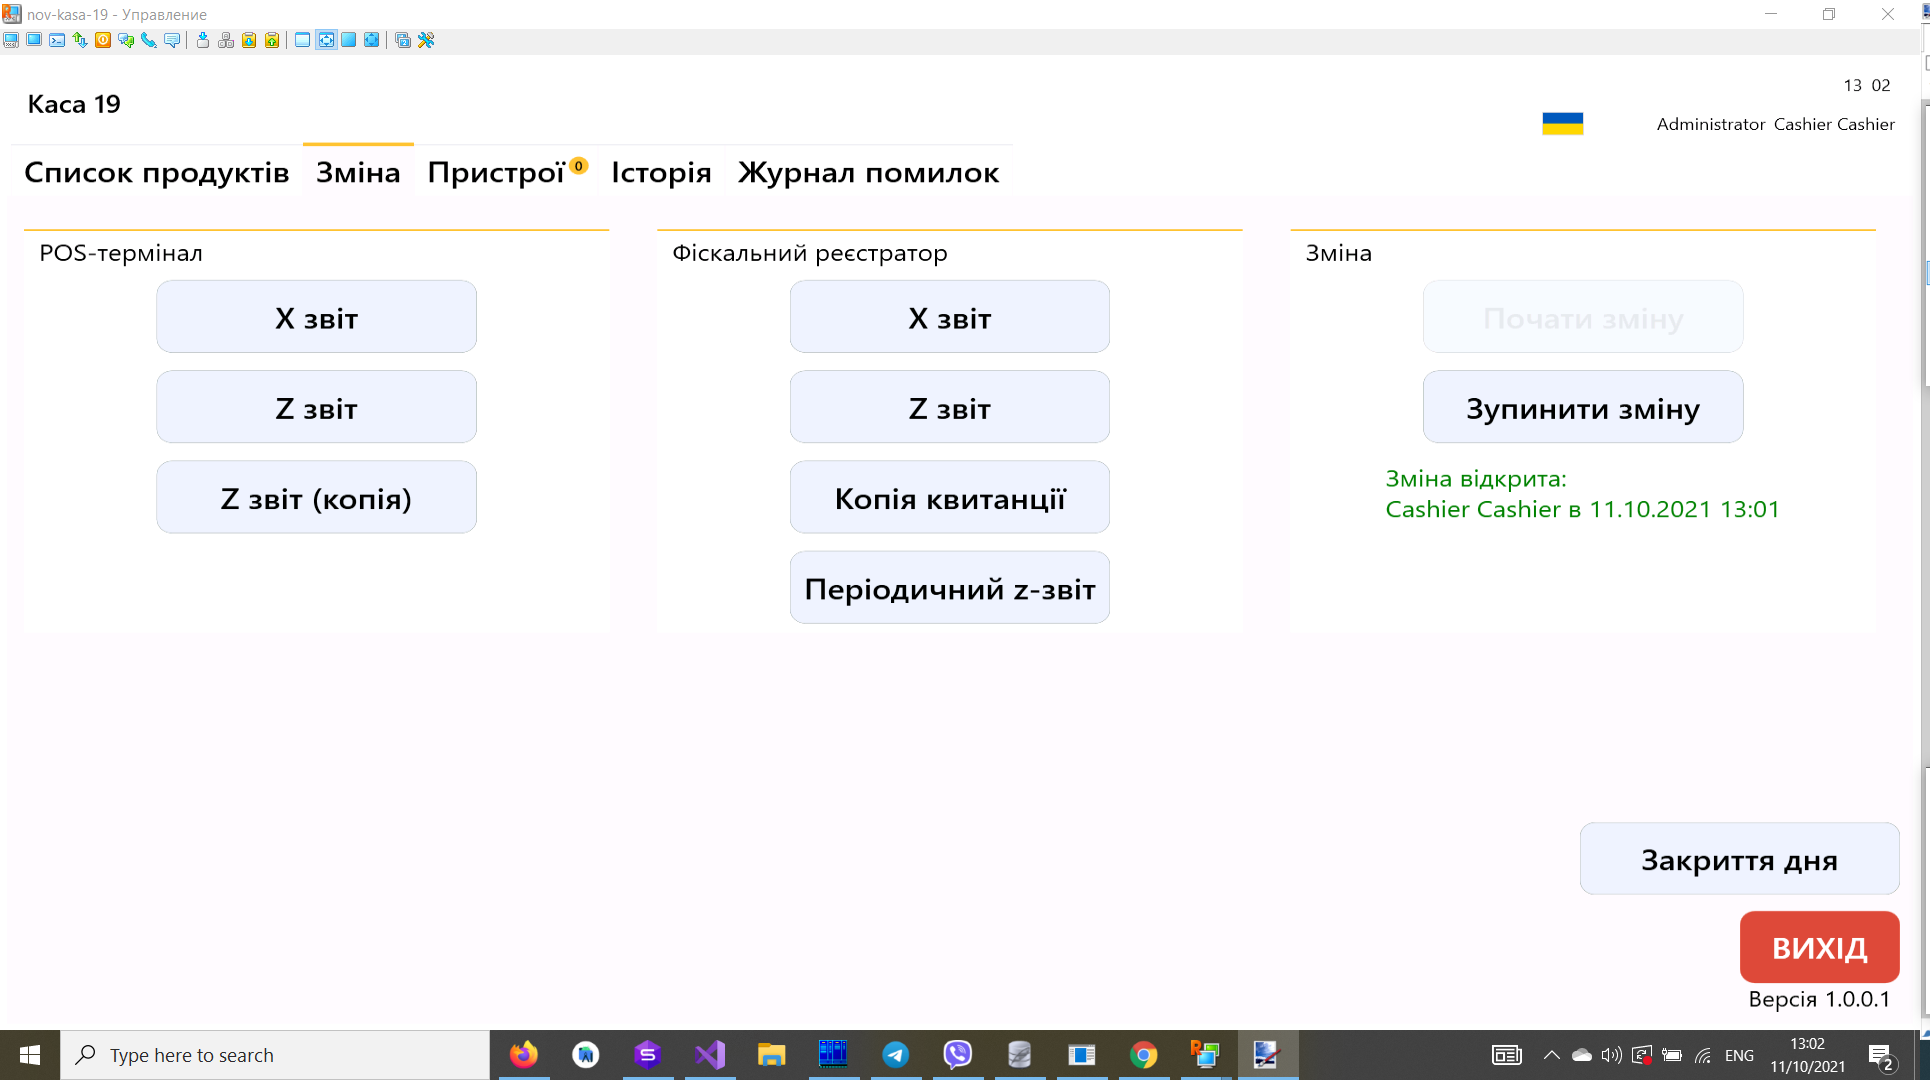 nov-kasa-19 - Управление
13 02
Каса 19
Administrator Cashier Cashier
Список продуктів Зміна Пристрої 0 Історія Журнал помилок
POS-термінал
X звіт
Z звіт
Z звіт (копія)
Фіскальний реєстратор
X звіт
Z звіт
Копія квитанції
Періодичний z-звіт
Зміна
Почати зміну
Зупинити зміну
Зміна відкрита:
Cashier Cashier в 11.10.2021 13:01
Закриття дня
ВИХІД
Версія 1.0.0.1
Type here to search
ENG
13:02
11/10/2021
2